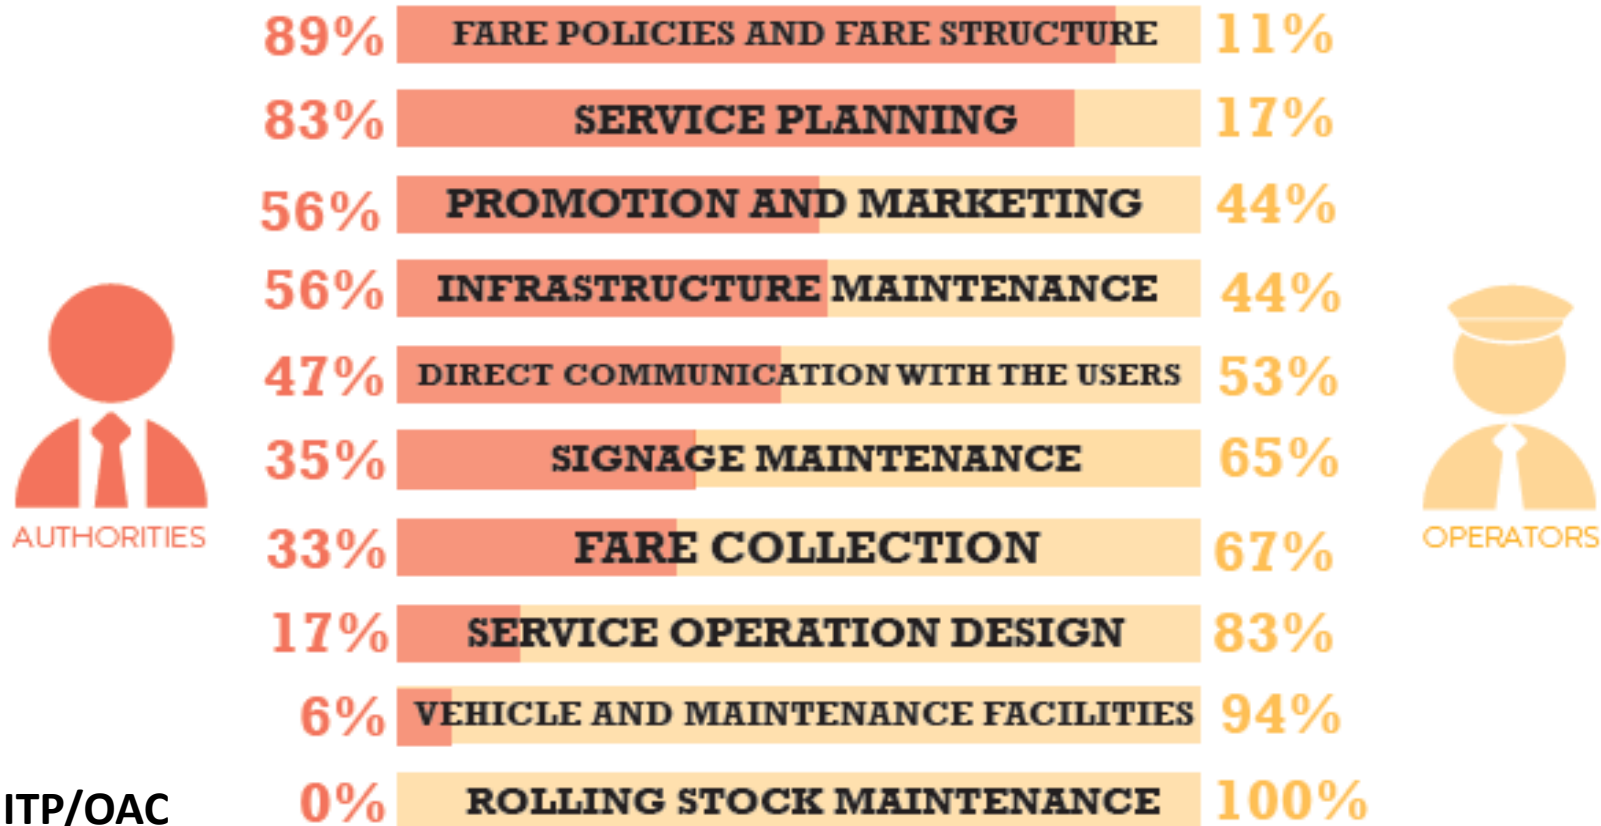 89% FARE POLICIES AND FARE STRUCTURE 11%
83% SERVICE PLANNING 17%
56% PROMOTION AND MARKETING 44%
56% INFRASTRUCTURE MAINTENANCE 44%
47% DIRECT COMMUNICATION WITH THE USERS 53%
35% SIGNAGE MAINTENANCE 65%
AUTHORITIES
OPERATORS
33% FARE COLLECTION 67%
17% SERVICE OPERATION DESIGN 83%
6% VEHICLE AND MAINTENANCE FACILITIES 94%
0% ROLLING STOCK MAINTENANCE 100%
ITP/OAC